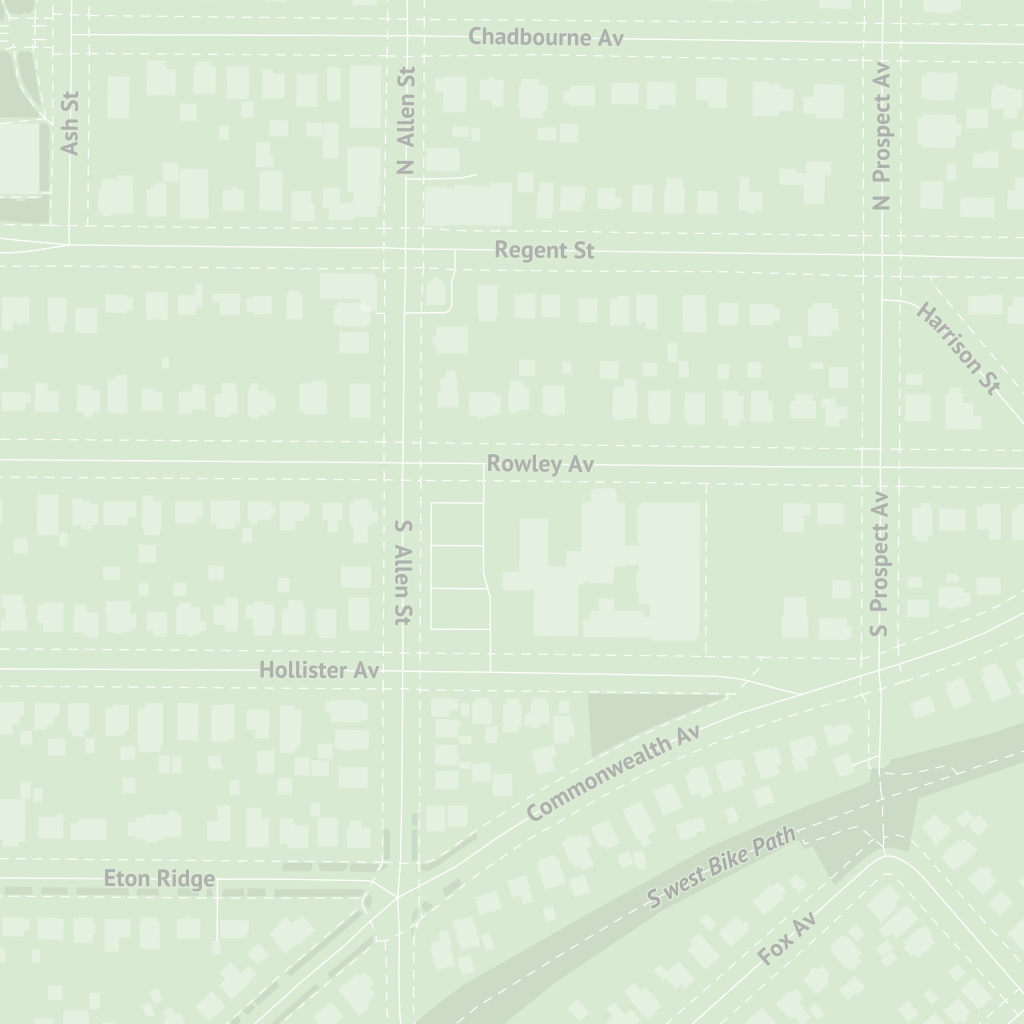 Chadbourne Av
Ash St
N Allen St
N Prospect Av
Regent St
Harrison St
Rowley Av
S Allen St
S Prospect Av
Hollister Av
Commonwealth Av
Eton Ridge
S west Bike Path
Fox Av